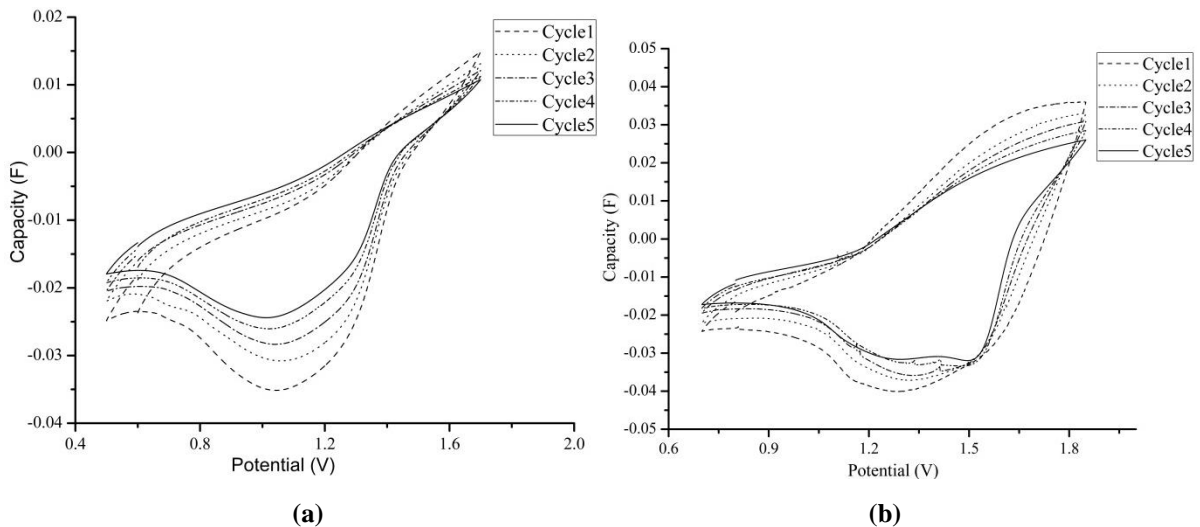 0.02
0.01
0.00
-0.01
-0.02
-0.03
-0.04
Capacity (F)
0.4
0.8
1.2
1.6
2.0
Potential (V)
Cycle1
Cycle2
Cycle3
Cycle4
Cycle5
(a)
0.05
0.04
0.03
0.02
0.01
0.00
-0.01
-0.02
-0.03
-0.04
-0.05
Capacity (F)
0.6
0.9
1.2
1.5
1.8
Potential (V)
Cycle1
Cycle2
Cycle3
Cycle4
Cycle5
(b)